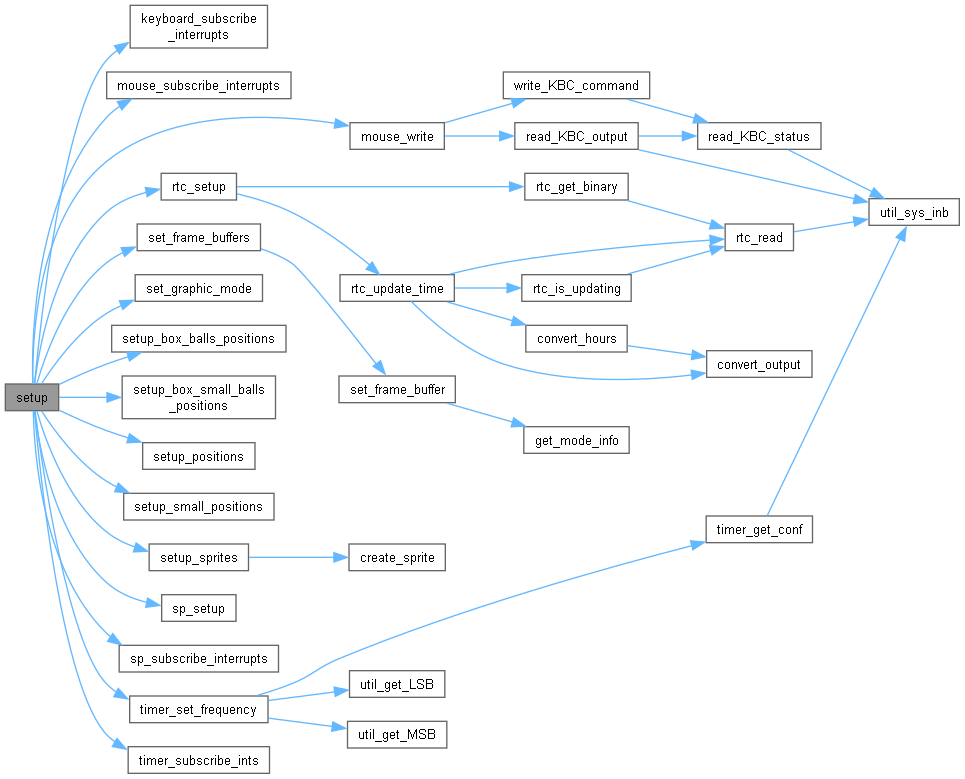 keyboard_subscribe
_interrupts
mouse_subscribe_interrupts
write_KBC_command
mouse_write
read_KBC_output
read_KBC_status
rtc_setup
rtc_get_binary
util_sys_inb
set_frame_buffers
rtc_read
set_graphic_mode
rtc_update_time
rtc_is_updating
setup_box_balls_positions
convert_hours
convert_output
setup
setup_box_small_balls
_positions
set_frame_buffer
get_mode_info
setup_positions
setup_small_positions
timer_get_conf
setup_sprites
create_sprite
sp_setup
sp_subscribe_interrupts
util_get_LSB
timer_set_frequency
util_get_MSB
timer_subscribe_ints